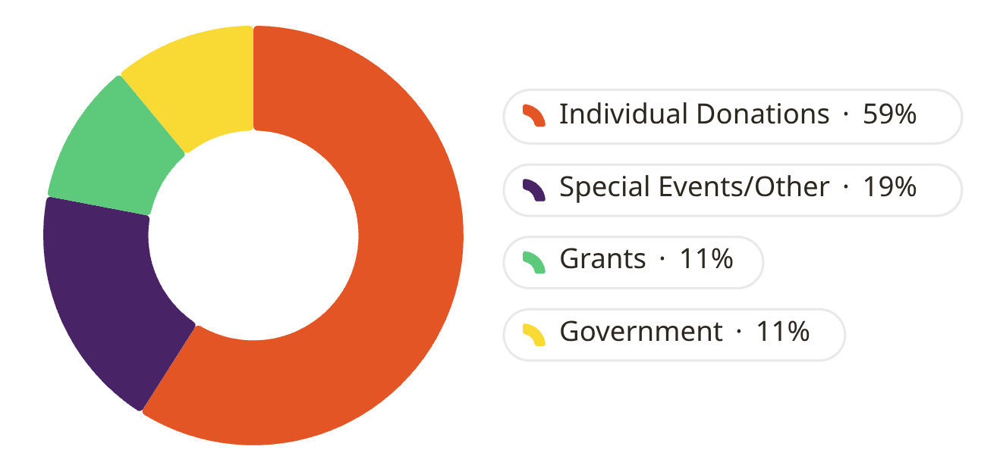 Individual Donations · 59%
Special Events/Other · 19%
Grants · 11%
Government · 11%